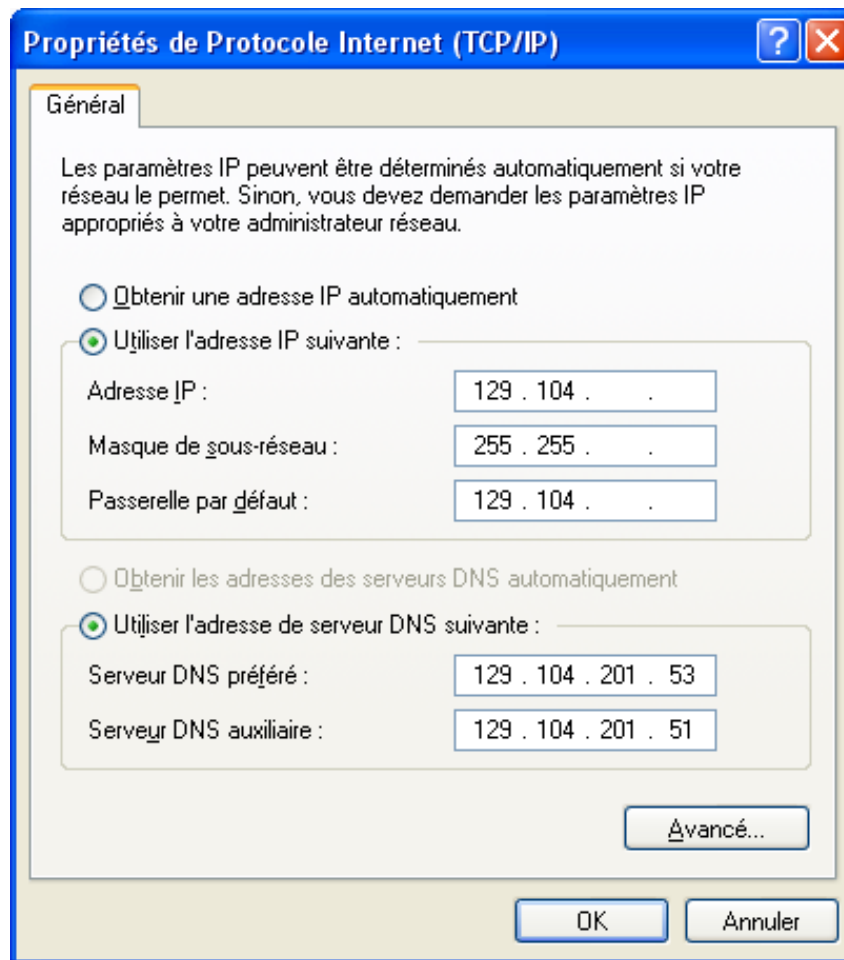 Propriétés de Protocole Internet (TCP/IP)
Général
Les paramètres IP peuvent être déterminés automatiquement si votre
réseau le permet. Sinon, vous devez demander les paramètres IP
appropriés à votre administrateur réseau.
Obtenir une adresse IP automatiquement
Utiliser l'adresse IP suivante :
Adresse IP : 129 . 104 . .
Masque de sous-réseau : 255 . 255 . .
Passerelle par défaut : 129 . 104 . .
Obtenir les adresses des serveurs DNS automatiquement
Utiliser l'adresse de serveur DNS suivante :
Serveur DNS préféré : 129 . 104 . 201 . 53
Serveur DNS auxiliaire : 129 . 104 . 201 . 51
Avancé...
OK Annuler